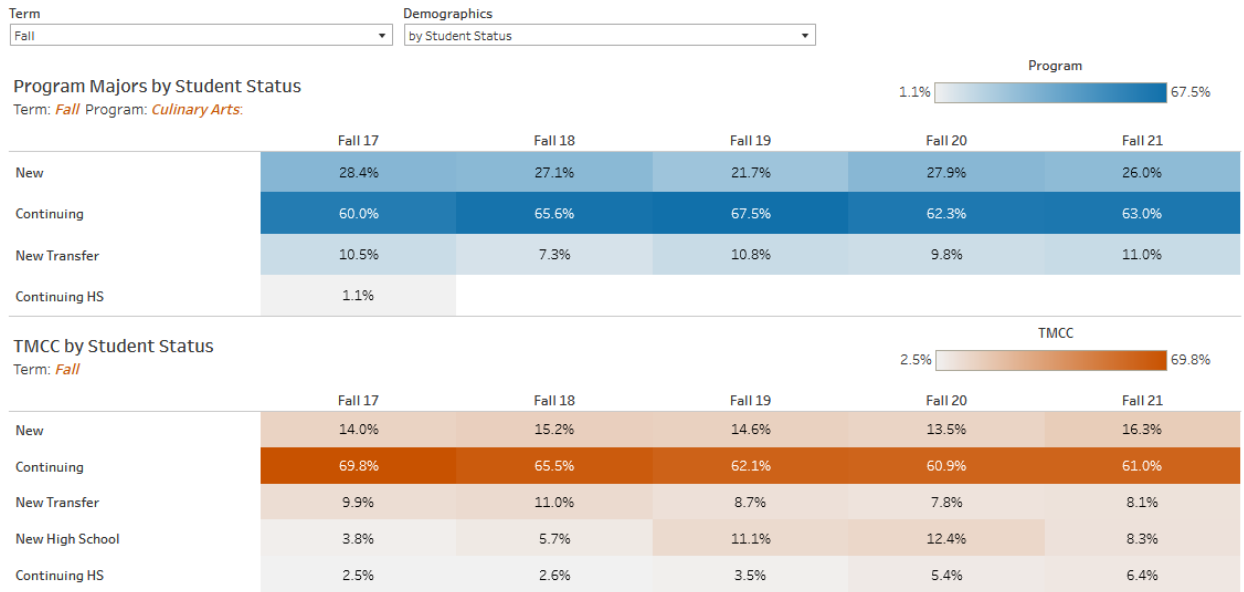 Term Demographics
Fall by Student Status
Program
Program Majors by Student Status
1.1% 67.5%
Term: Fall Program: Culinary Arts:
Fall 17 Fall 18 Fall 19 Fall 20 Fall 21
New 28.4% 27.1% 21.7% 27.9% 26.0%
Continuing 60.0% 65.6% 67.5% 62.3% 63.0%
New Transfer 10.5% 7.3% 10.8% 9.8% 11.0%
Continuing HS 1.1%
TMCC
TMCC by Student Status
2.5% 69.8%
Term: Fall
Fall 17 Fall 18 Fall 19 Fall 20 Fall 21
New 14.0% 15.2% 14.6% 13.5% 16.3%
Continuing 69.8% 65.5% 62.1% 60.9% 61.0%
New Transfer 9.9% 11.0% 8.7% 7.8% 8.1%
New High School 3.8% 5.7% 11.1% 12.4% 8.3%
Continuing HS 2.5% 2.6% 3.5% 5.4% 6.4%